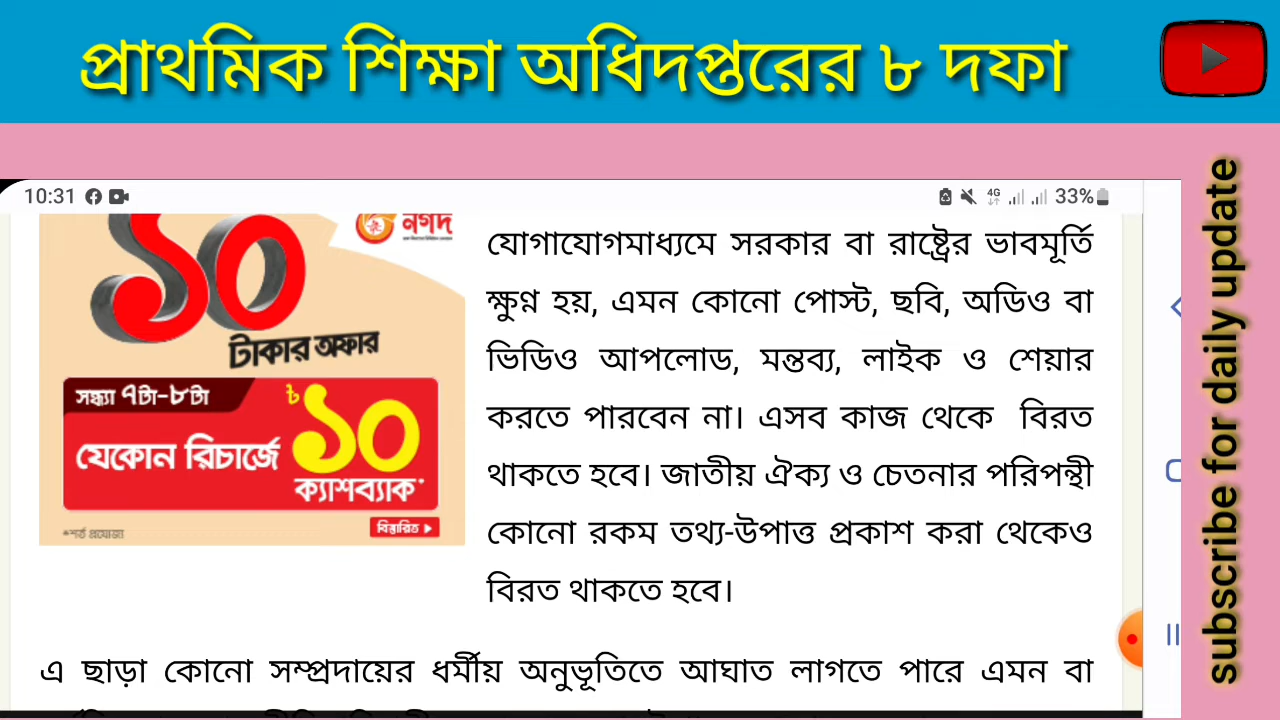 প্রাথমিক শিক্ষা অধিদপ্তরের ৮ দফা
10:31
4G
33%
১০
নগদ
টাকার অফার
সন্ধ্যা ৭টা-৮টা
যেকোন রিচার্জে
৳১০
ক্যাশব্যাক*
*শর্ত প্রযোজ্য
বিস্তারিত
যোগাযোগমাধ্যমে সরকার বা রাষ্ট্রের ভাবমূর্তি
ক্ষুণ্ন হয়, এমন কোনো পোস্ট, ছবি, অডিও বা
ভিডিও আপলোড, মন্তব্য, লাইক ও শেয়ার
করতে পারবেন না। এসব কাজ থেকে বিরত
থাকতে হবে। জাতীয় ঐক্য ও চেতনার পরিপন্থী
কোনো রকম তথ্য-উপাত্ত প্রকাশ করা থেকেও
বিরত থাকতে হবে।
এ ছাড়া কোনো সম্প্রদায়ের ধর্মীয় অনুভূতিতে আঘাত লাগতে পারে এমন বা
subscribe for daily update